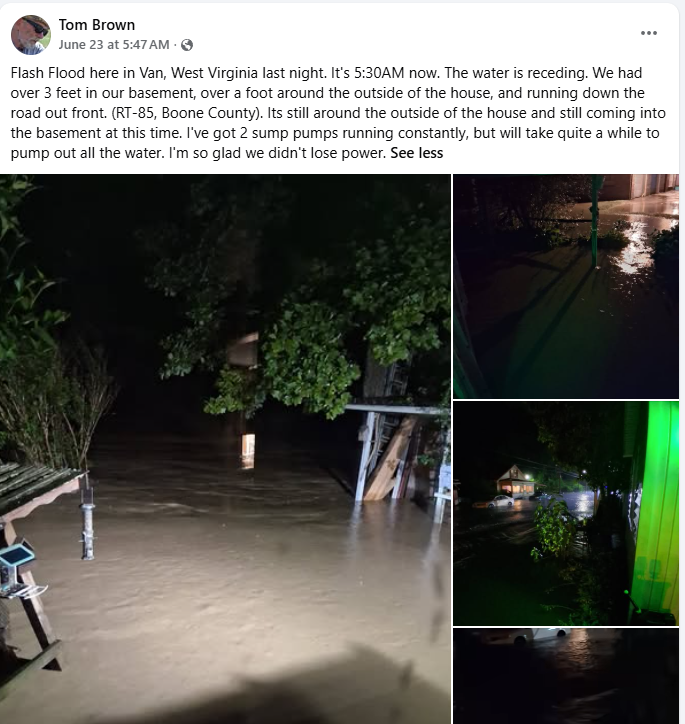 Tom Brown
June 23 at 5:47 AM ·
Flash Flood here in Van, West Virginia last night. It's 5:30AM now. The water is receding. We had
over 3 feet in our basement, over a foot around the outside of the house, and running down the
road out front. (RT-85, Boone County). Its still around the outside of the house and still coming into
the basement at this time. I've got 2 sump pumps running constantly, but will take quite a while to
pump out all the water. I'm so glad we didn't lose power. See less